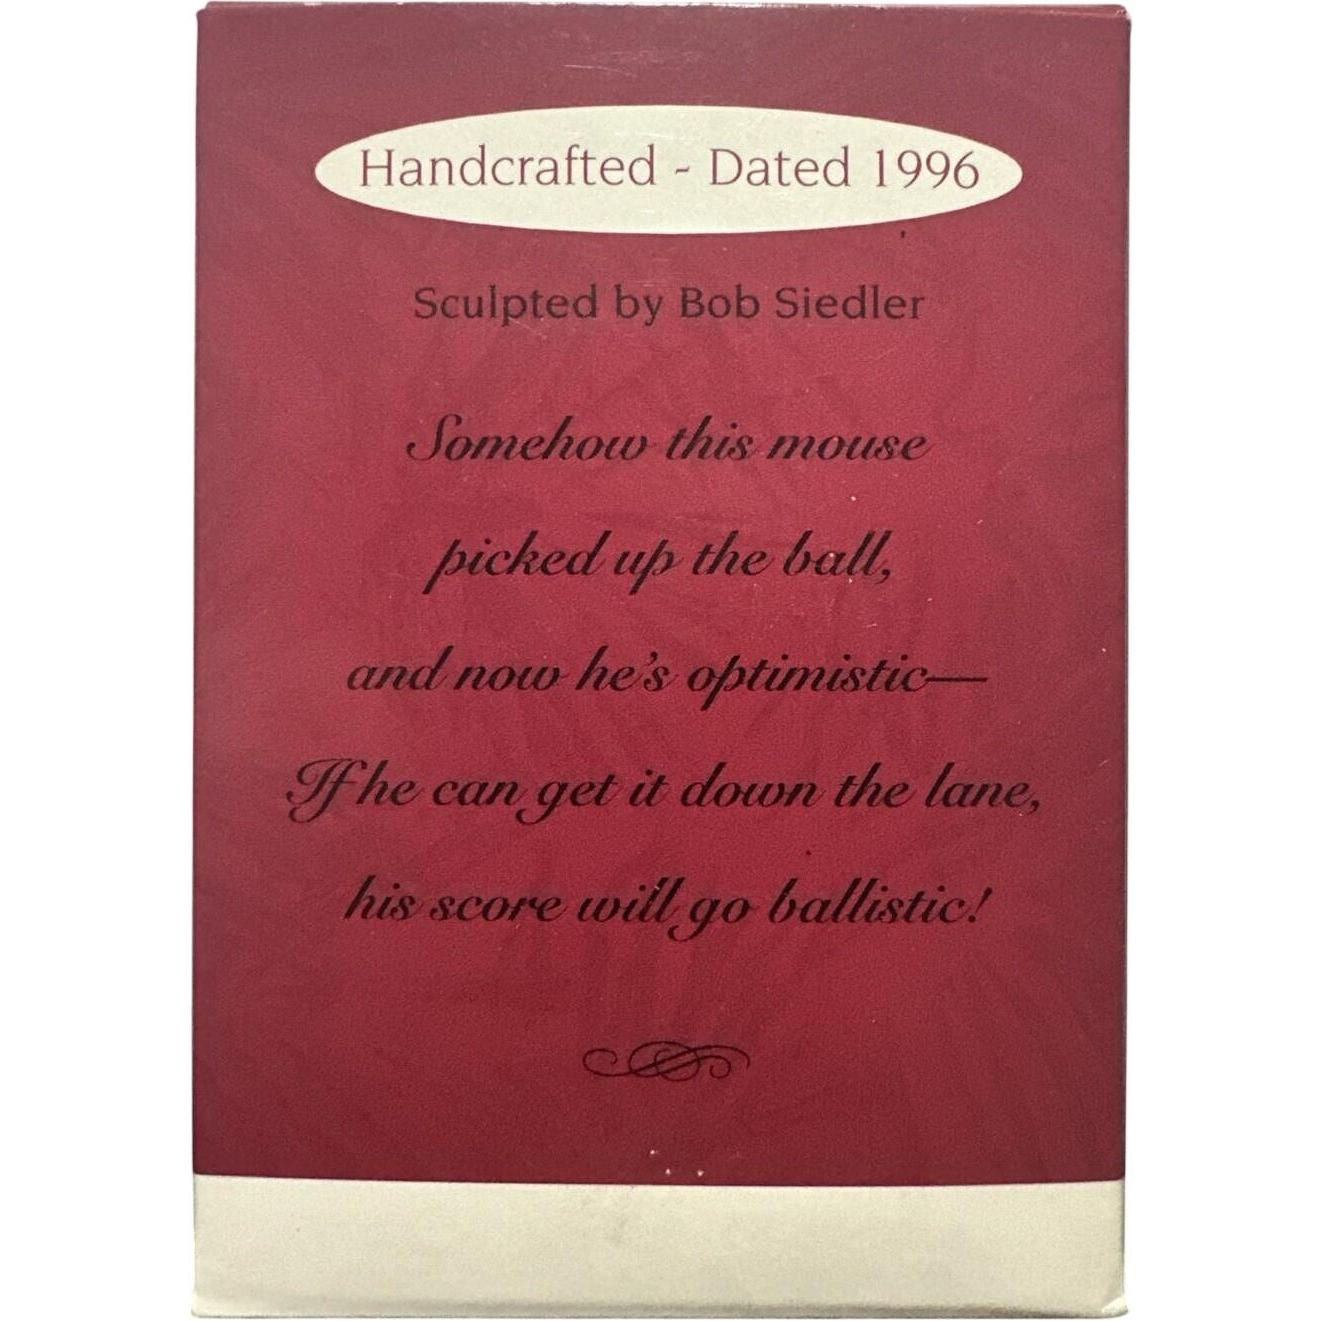 Handcrafted - Dated 1996
Sculpted by Bob Siedler
Somehow this mouse
picked up the ball,
and now he's optimistic—
If he can get it down the lane,
his score will go ballistic!